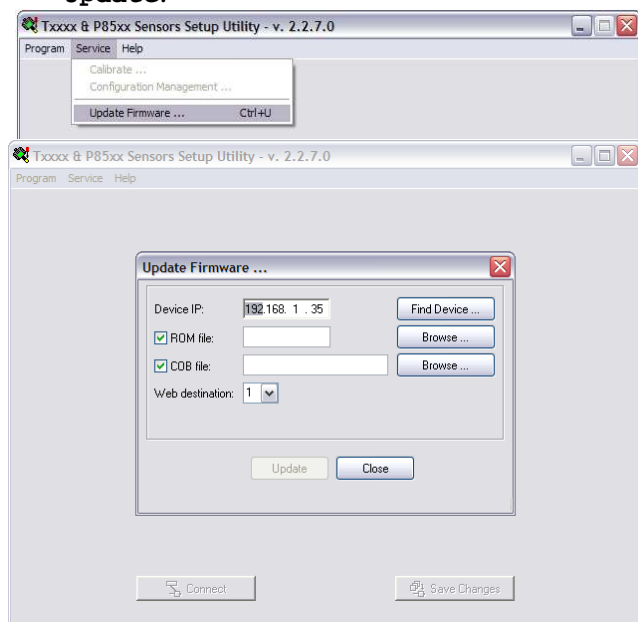 update.
Txxxx & P85xx Sensors Setup Utility - v. 2.2.7.0
Program Service Help
Calibrate ...
Configuration Management ...
Update Firmware ... Ctrl+U
Txxxx & P85xx Sensors Setup Utility - v. 2.2.7.0
Program Service Help
Update Firmware ...
Device IP: 192.168. 1 . 35 Find Device ...
ROM file: Browse ...
COB file: Browse ...
Web destination: 1
Update Close
Connect Save Changes